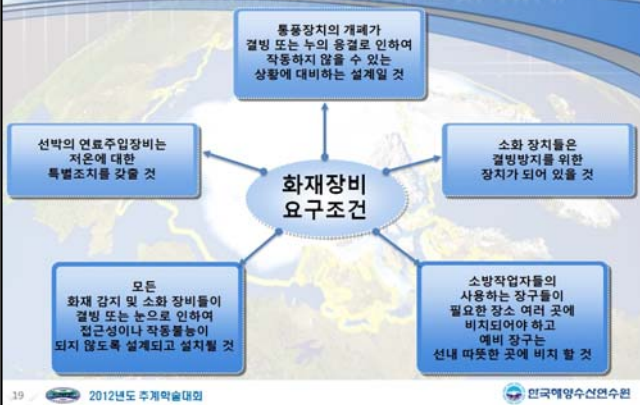 통풍장치의 개폐가
결빙 또는 누의 응결로 인하여
작동하지 않을 수 있는
상황에 대비하는 설계일 것
선박의 연료주입장비는
저온에 대한
특별조치를 갖출 것
소화 장치들은
결빙방지를 위한
장치가 되어 있을 것
화재장비
요구조건
모든
화재 감지 및 소화 장비들이
결빙 또는 눈으로 인하여
접근성이나 작동불능이
되지 않도록 설계되고 설치될 것
소방작업자들의
사용하는 장구들이
필요한 장소 여러 곳에
비치되어야 하고
예비 장구는
선내 따뜻한 곳에 비치 할 것
19
2012년도 추계학술대회
한국해양수산연수원